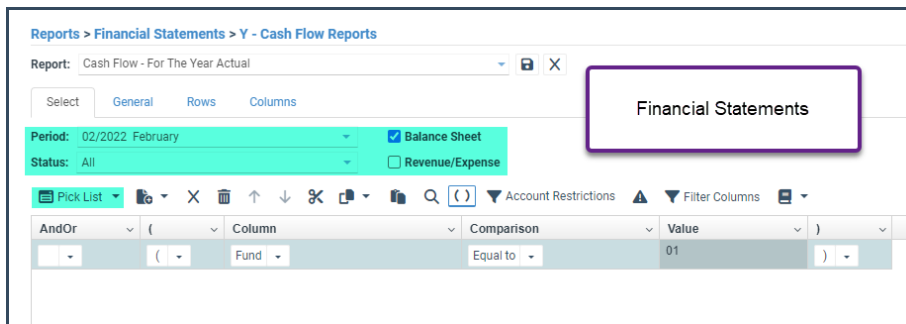 Reports > Financial Statements > Y - Cash Flow Reports
Report: Cash Flow - For The Year Actual
Financial Statements
Select General Rows Columns
Period: 02/2022 February Balance Sheet
Status: All Revenue/Expense
Pick List ( ) Account Restrictions Filter Columns
AndOr ( Column Comparison Value )
( Fund Equal to 01 )